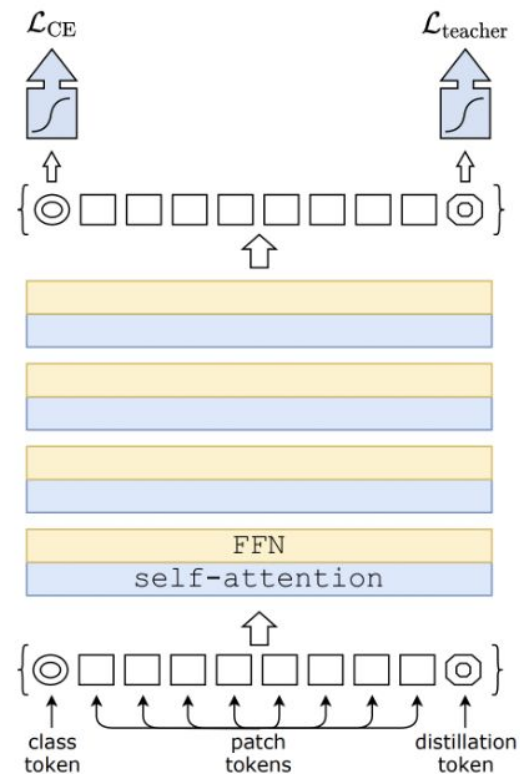 ℒCE
ℒteacher
FFN
self-attention
class
token
patch
tokens
distillation
token